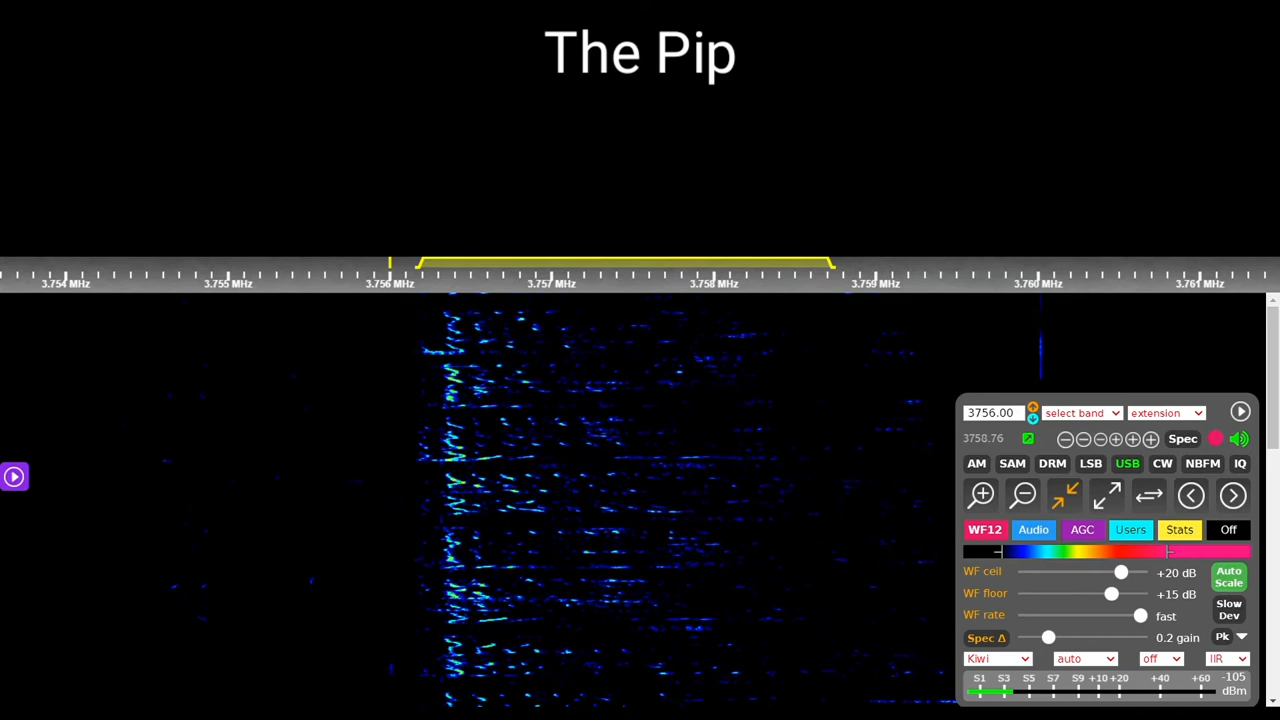 The Pip
3.754 MHz 3.755 MHz 3.756 MHz 3.757 MHz 3.758 MHz 3.759 MHz 3.760 MHz 3.761 MHz
3756.00 select band extension
3758.76 Spec
AM SAM DRM LSB USB CW NBFM IQ
WF12 Audio AGC Users Stats Off
WF ceil +20 dB Auto Scale
WF floor +15 dB
WF rate fast Slow Dev
Spec Δ 0.2 gain Pk
Kiwi auto off IIR
S1 S3 S5 S7 S9 +10 +20 +40 +60 -105
dBm